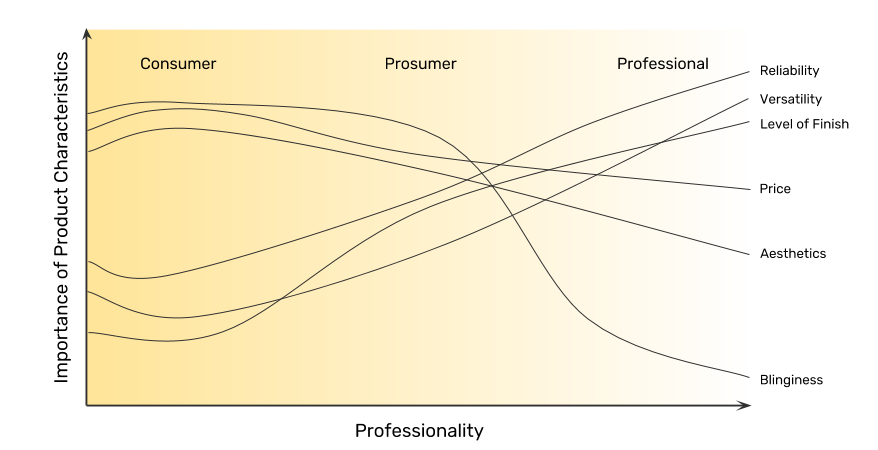 Consumer
Prosumer
Professional
Importance of Product Characteristics
Reliability
Versatility
Level of Finish
Price
Aesthetics
Blinginess
Professionality